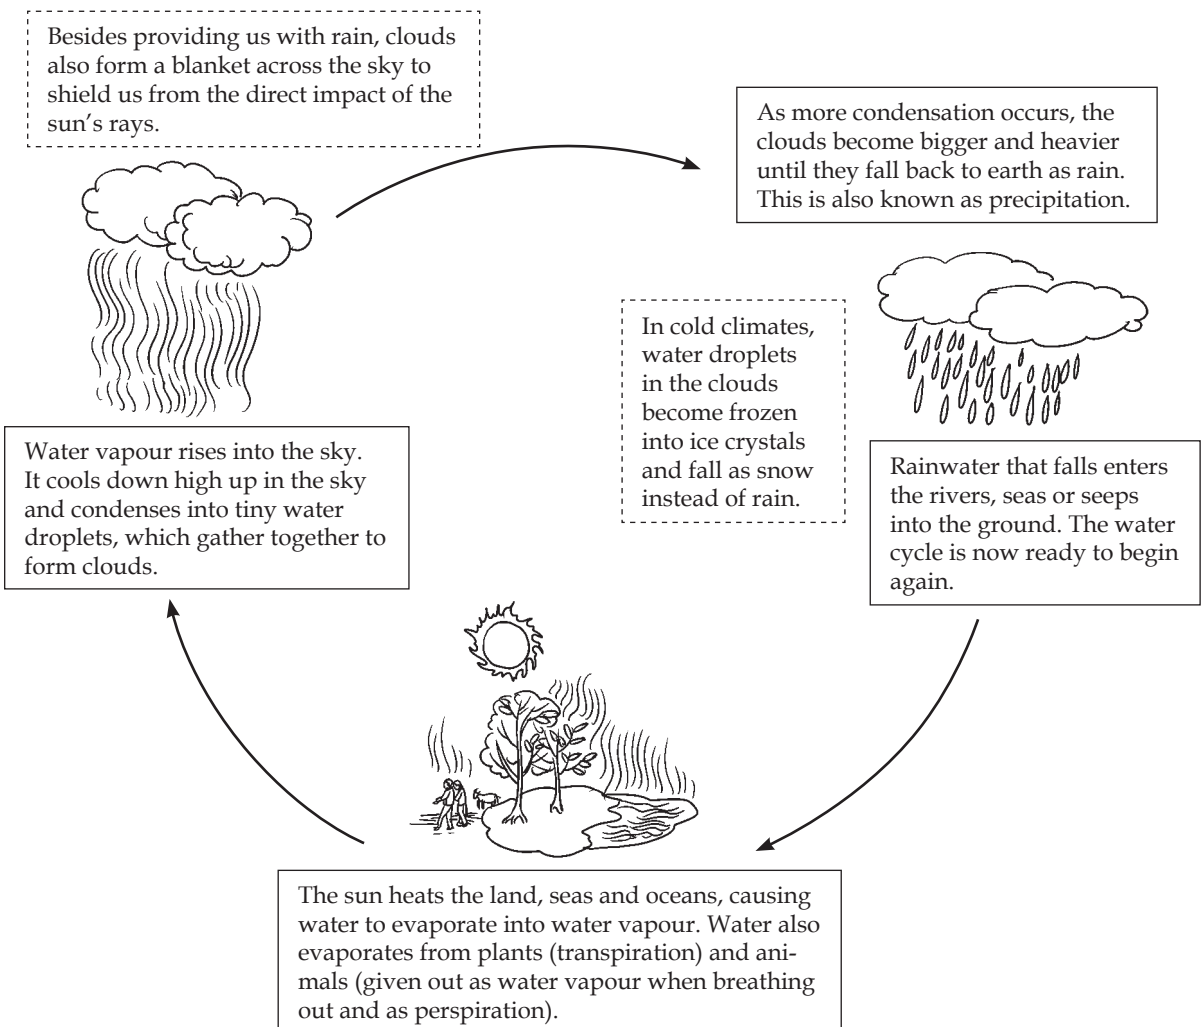 Besides providing us with rain, clouds
also form a blanket across the sky to
shield us from the direct impact of the
sun's rays.
As more condensation occurs, the
clouds become bigger and heavier
until they fall back to earth as rain.
This is also known as precipitation.
In cold climates,
water droplets
in the clouds
become frozen
into ice crystals
and fall as snow
instead of rain.
Water vapour rises into the sky.
It cools down high up in the sky
and condenses into tiny water
droplets, which gather together to
form clouds.
Rainwater that falls enters
the rivers, seas or seeps
into the ground. The water
cycle is now ready to begin
again.
The sun heats the land, seas and oceans, causing
water to evaporate into water vapour. Water also
evaporates from plants (transpiration) and ani-
mals (given out as water vapour when breathing
out and as perspiration).